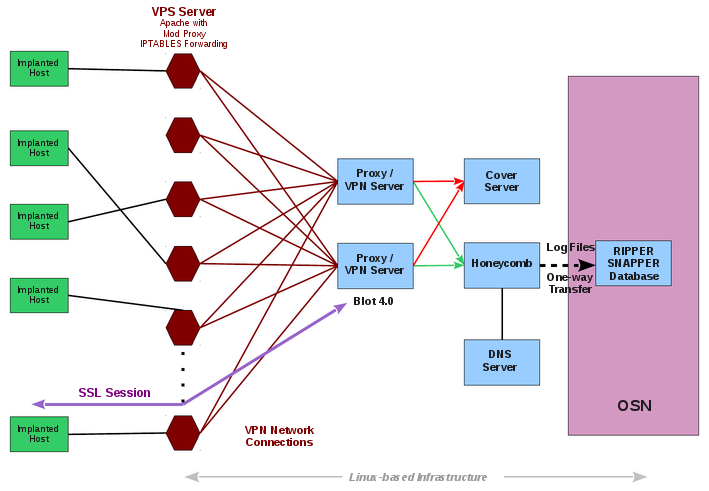 VPS Server
Apache with
Mod Proxy
IPTABLES Forwarding
Implanted
Host
Implanted
Host
Implanted
Host
Implanted
Host
Implanted
Host
Proxy /
VPN Server
Proxy /
VPN Server
Blot 4.0
Cover
Server
Honeycomb
DNS
Server
Log Files
One-way
Transfer
RIPPER
SNAPPER
Database
OSN
SSL Session
VPN Network
Connections
Linux-based Infrastructure